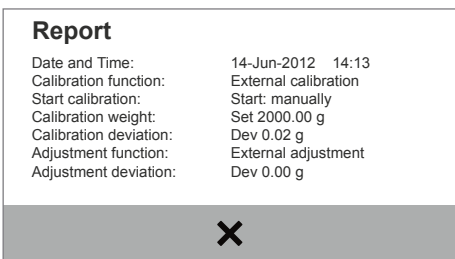 Report
Date and Time: 14-Jun-2012 14:13
Calibration function: External calibration
Start calibration: Start: manually
Calibration weight: Set 2000.00 g
Calibration deviation: Dev 0.02 g
Adjustment function: External adjustment
Adjustment deviation: Dev 0.00 g